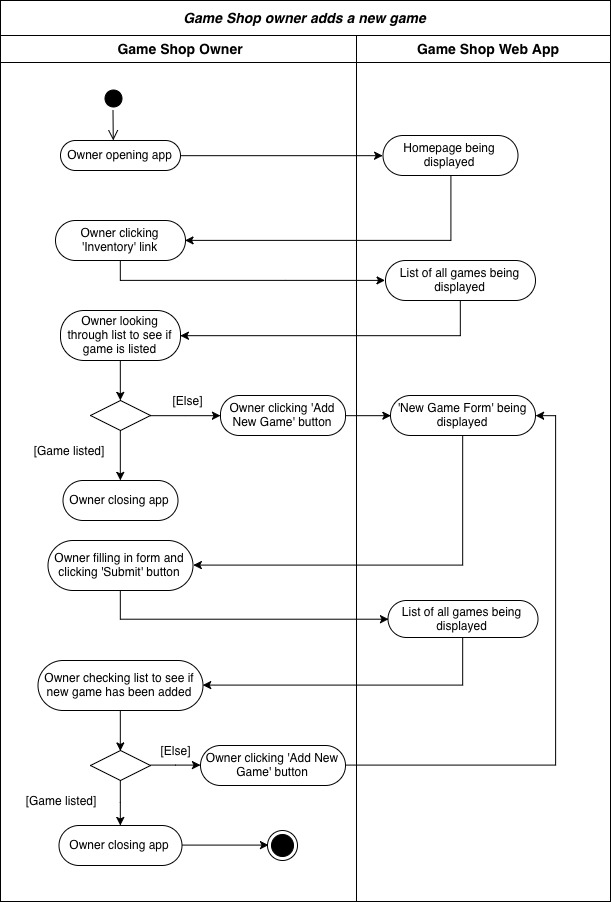 Game Shop owner adds a new game
Game Shop Owner
Game Shop Web App
Owner opening app
Homepage being
displayed
Owner clicking
'Inventory' link
List of all games being
displayed
Owner looking
through list to see if
game is listed
[Else]
Owner clicking 'Add
New Game' button
'New Game Form' being
displayed
[Game listed]
Owner closing app
Owner filling in form and
clicking 'Submit' button
List of all games being
displayed
Owner checking list to see if
new game has been added
[Else]
Owner clicking 'Add New
Game' button
[Game listed]
Owner closing app